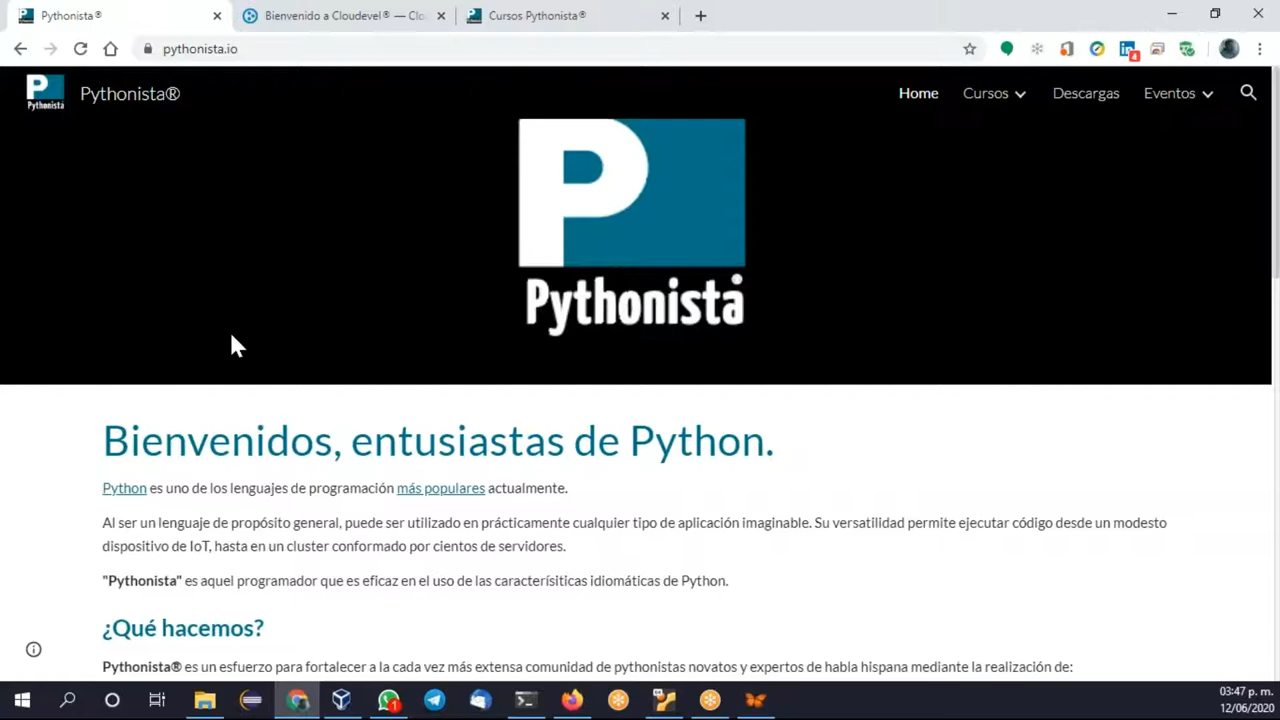 Pythonista®
Bienvenido a Cloudevel® — Clo
Cursos Pythonista®
pythonista.io
4
P
Pythonista
Pythonista®
Home
Cursos
Descargas
Eventos
P
Pythonista
Bienvenidos, entusiastas de Python.
Python es uno de los lenguajes de programación más populares actualmente.
Al ser un lenguaje de propósito general, puede ser utilizado en prácticamente cualquier tipo de aplicación imaginable. Su versatilidad permite ejecutar código desde un modesto
dispositivo de IoT, hasta en un cluster conformado por cientos de servidores.
"Pythonista" es aquel programador que es eficaz en el uso de las caracterísiticas idiomáticas de Python.
¿Qué hacemos?
Pythonista® es un esfuerzo para fortalecer a la cada vez más extensa comunidad de pythonistas novatos y expertos de habla hispana mediante la realización de:
1
03:47 p. m.
12/06/2020